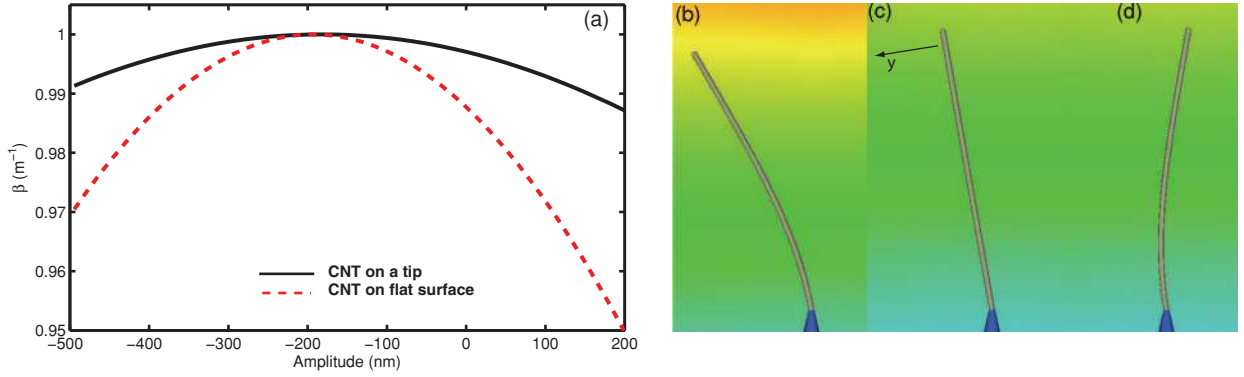 (a)
1
0.99
0.98
0.97
0.96
0.95
β (m⁻¹)
CNT on a tip
CNT on flat surface
−500 −400 −300 −200 −100 0 −100 200
Amplitude (nm)
(b)
(c)
y
(d)